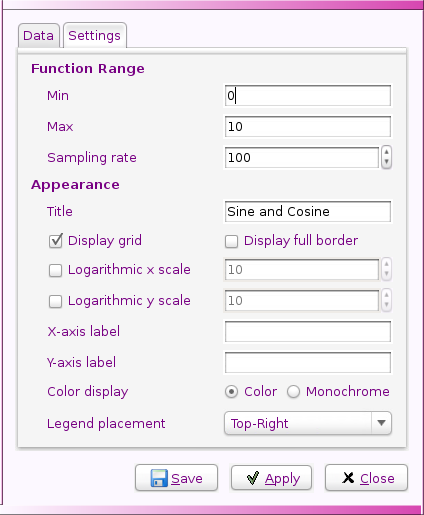 Data Settings
Function Range
Min 0
Max 10
Sampling rate 100
Appearance
Title Sine and Cosine
Display grid Display full border
Logarithmic x scale 10
Logarithmic y scale 10
X-axis label
Y-axis label
Color display Color Monochrome
Legend placement Top-Right
Save Apply Close